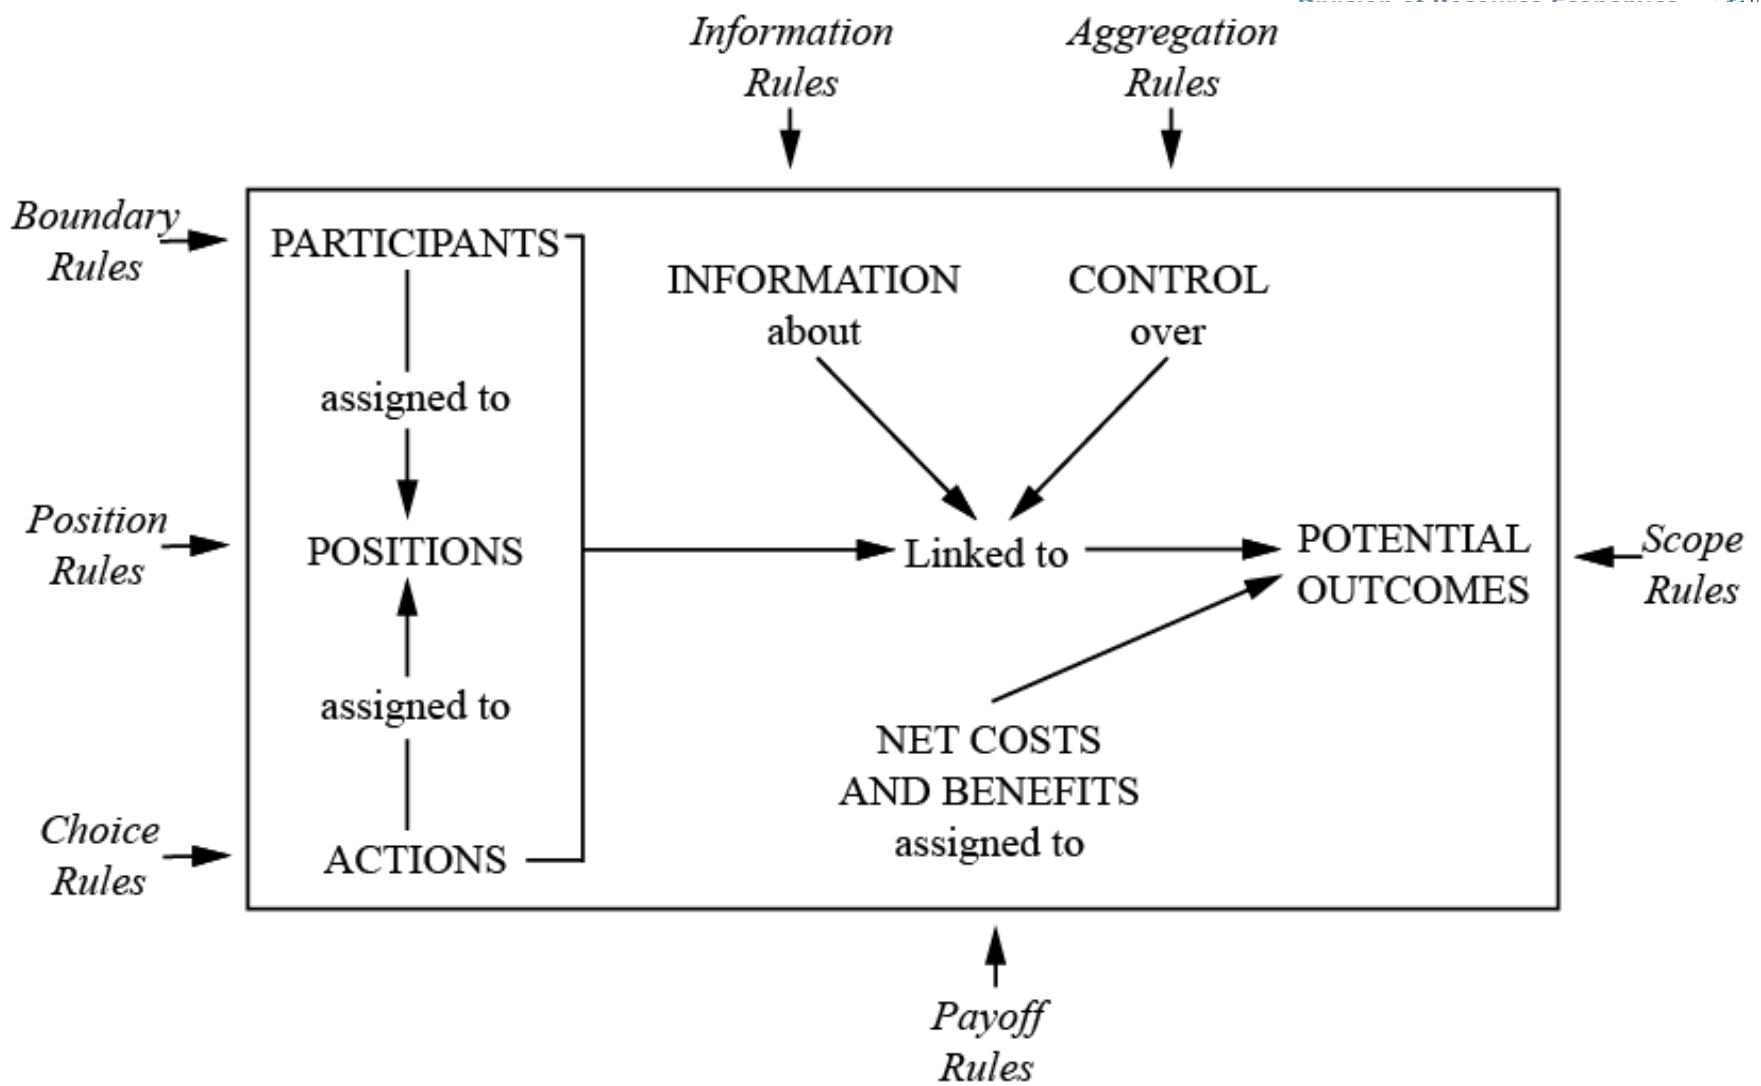 Information
Rules
Aggregation
Rules
Boundary
Rules
PARTICIPANTS
INFORMATION
about
CONTROL
over
assigned to
Position
Rules
POSITIONS
Linked to
POTENTIAL
OUTCOMES
Scope
Rules
assigned to
NET COSTS
AND BENEFITS
assigned to
Choice
Rules
ACTIONS
Payoff
Rules